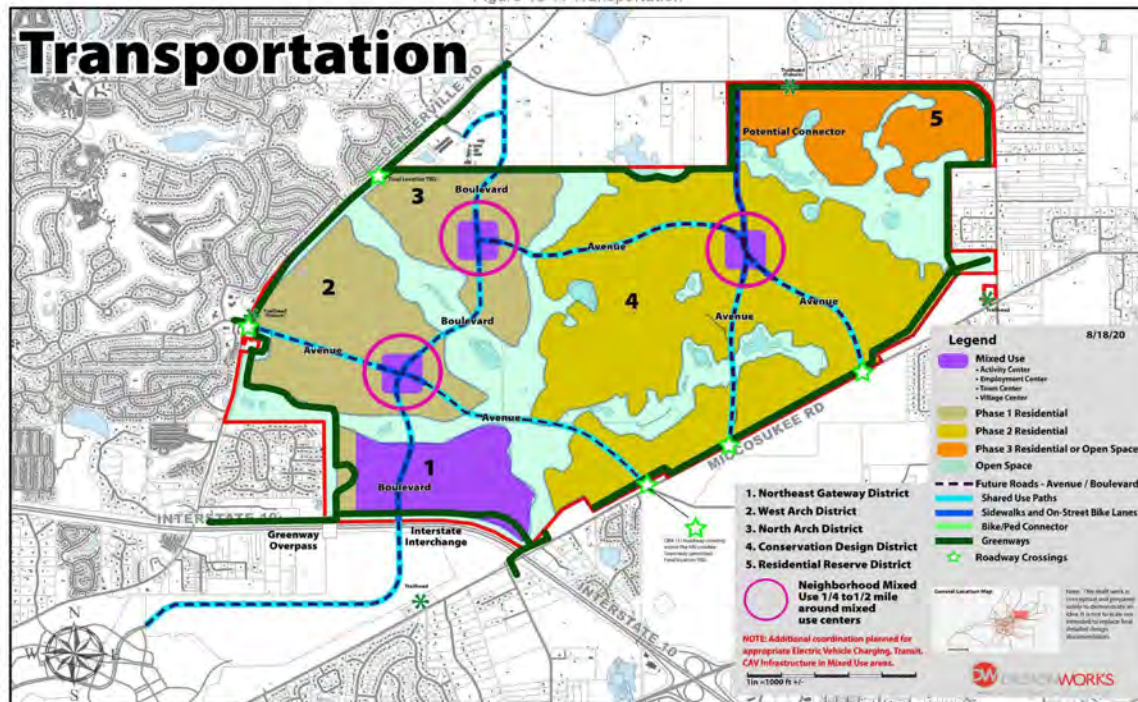 Transportation
CENTERVILLE RD
Potential Connector
5
3
Boulevard
Avenue
2
4
Boulevard
Avenue
Avenue
Avenue
Avenue
1
Boulevard
MICCOSUKEE RD
INTERSTATE 10
Greenway
Overpass
Interstate
Interchange
Trailhead
Trailhead
INTERSTATE 10
N
W
E
S
Legend
8/18/20
Mixed Use
• Activity Center
• Employment Center
• Town Center
• Village Center
Phase 1 Residential
Phase 2 Residential
Phase 3 Residential or Open Space
Open Space
Future Roads - Avenue / Boulevard
Shared Use Paths
Sidewalks and On-Street Bike Lanes
Bike/Ped Connector
Greenways
Roadway Crossings
1. Northeast Gateway District
2. West Arch District
3. North Arch District
4. Conservation Design District
5. Residential Reserve District
Neighborhood Mixed
Use 1/4 to1/2 mile
around mixed
use centers
NOTE: Additional coordination planned for
appropriate Electric Vehicle Charging, Transit,
CAV Infrastructure in Mixed Use areas.
1in =1000 ft +/-
General Location Map
DW DESIGNWORKS